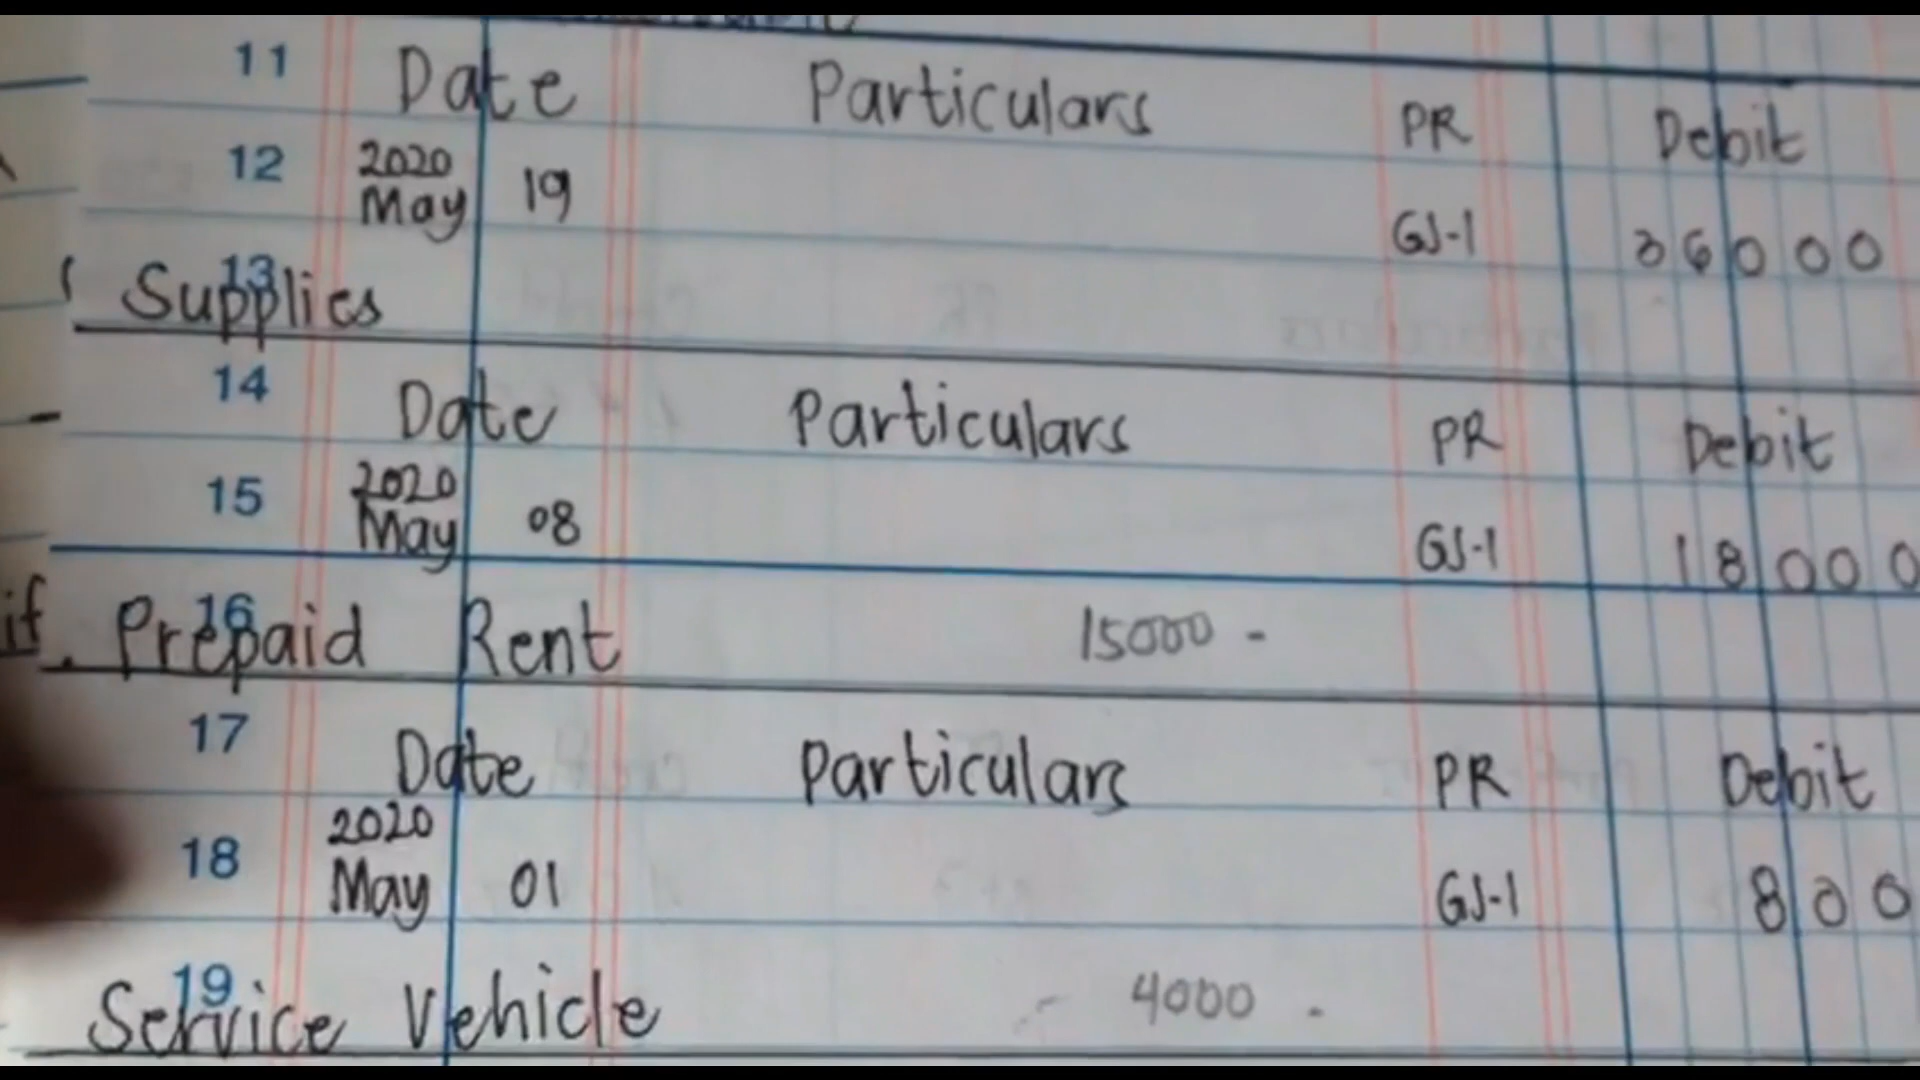 11 Date Particulars PR Debit
12 2020 May 19 GJ-1 36000
13 Supplies
14 Date Particulars PR Debit
15 2020 May 08 GJ-1 18000
if 16 Prepaid Rent 15000 -
17 Date Particulars PR Debit
18 2020 May 01 GJ-1 800
19 Service Vehicle 4000 -